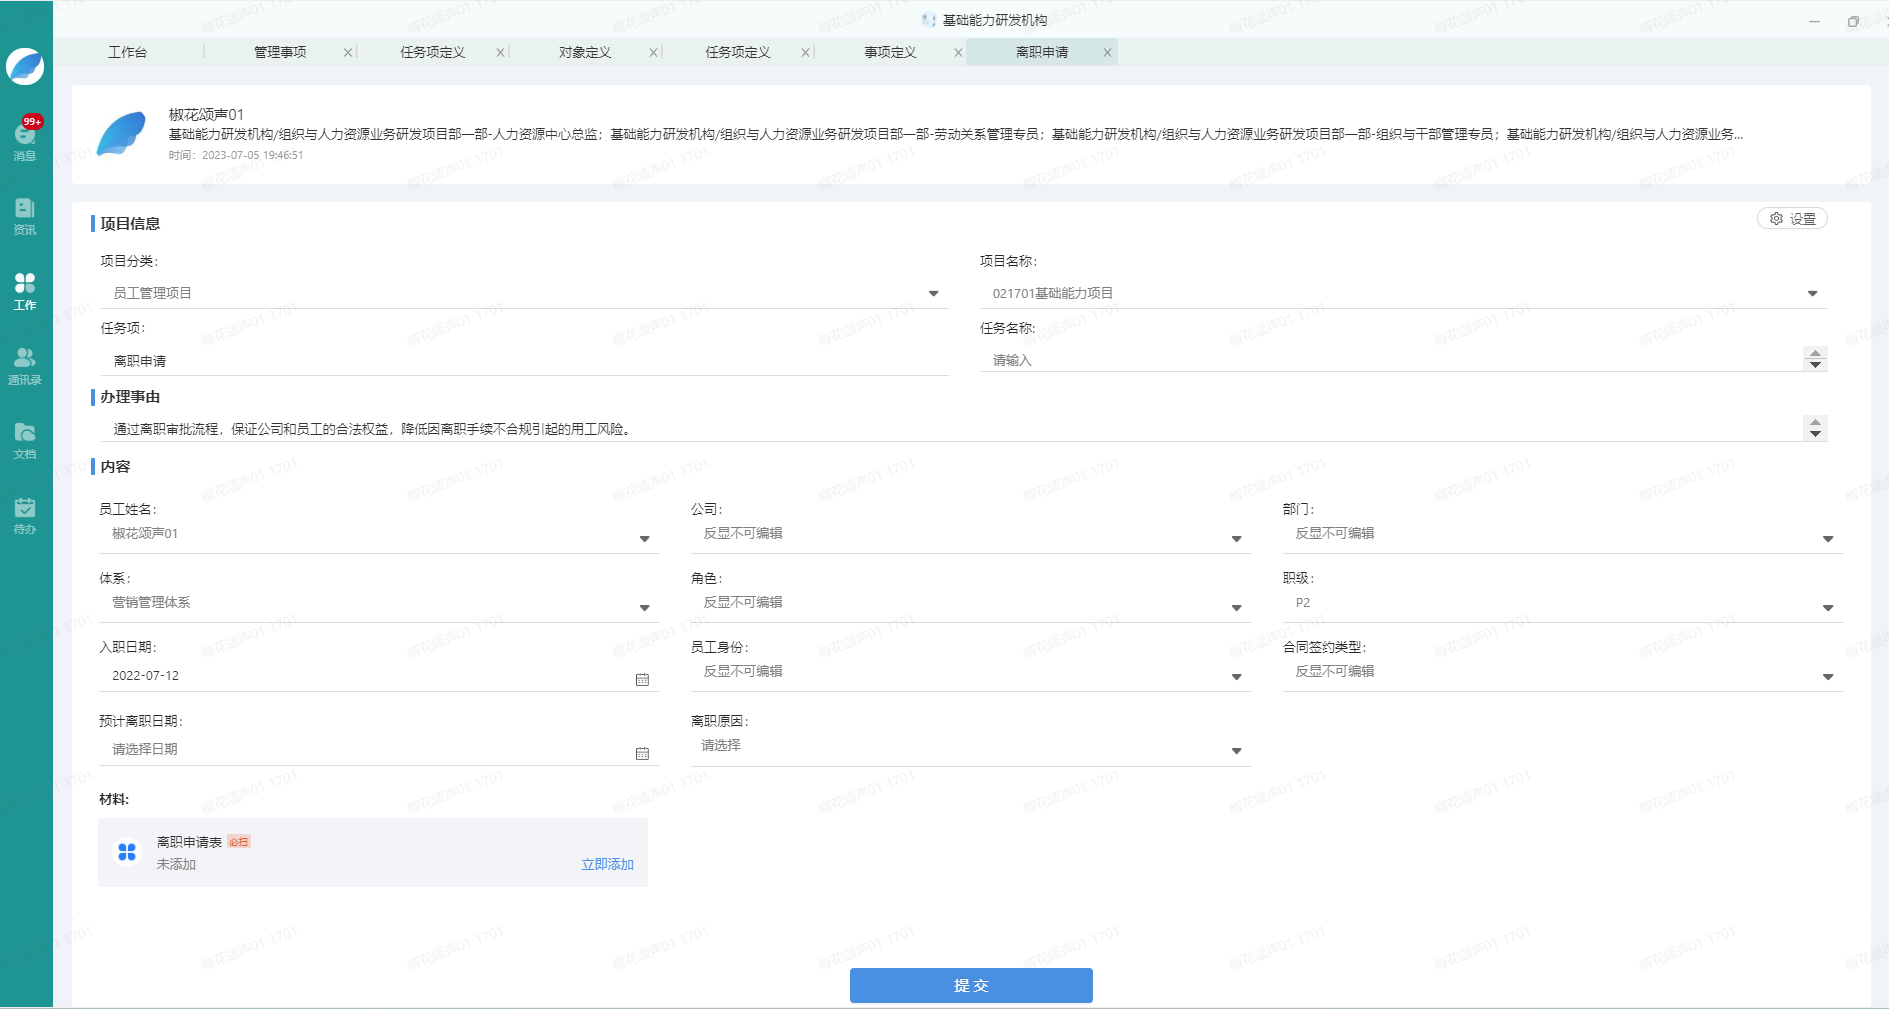 基础能力研发机构
工作台 管理事项 任务项定义 对象定义 任务项定义 事项定义 离职申请
99+
消息
资讯
工作
通讯录
文档
待办
椒花颂声01
基础能力研发机构/组织与人力资源业务研发项目部一部-人力资源中心总监；基础能力研发机构/组织与人力资源业务研发项目部一部-劳动关系管理专员；基础能力研发机构/组织与人力资源业务研发项目部一部-组织与干部管理专员；基础能力研发机构/组织与人力资源业务...
时间：2023-07-05 19:46:51
项目信息
设置
项目分类： 项目名称：
员工管理项目 021701基础能力项目
任务项： 任务名称:
离职申请 请输入
办理事由
通过离职审批流程，保证公司和员工的合法权益，降低因离职手续不合规引起的用工风险。
内容
员工姓名： 公司： 部门：
椒花颂声01 反显不可编辑 反显不可编辑
体系： 角色： 职级：
营销管理体系 反显不可编辑 P2
入职日期： 员工身份： 合同签约类型：
2022-07-12 反显不可编辑 反显不可编辑
预计离职日期： 离职原因：
请选择日期 请选择
材料:
离职申请表 必扫
未添加 立即添加
提交
椒花颂声01 1701